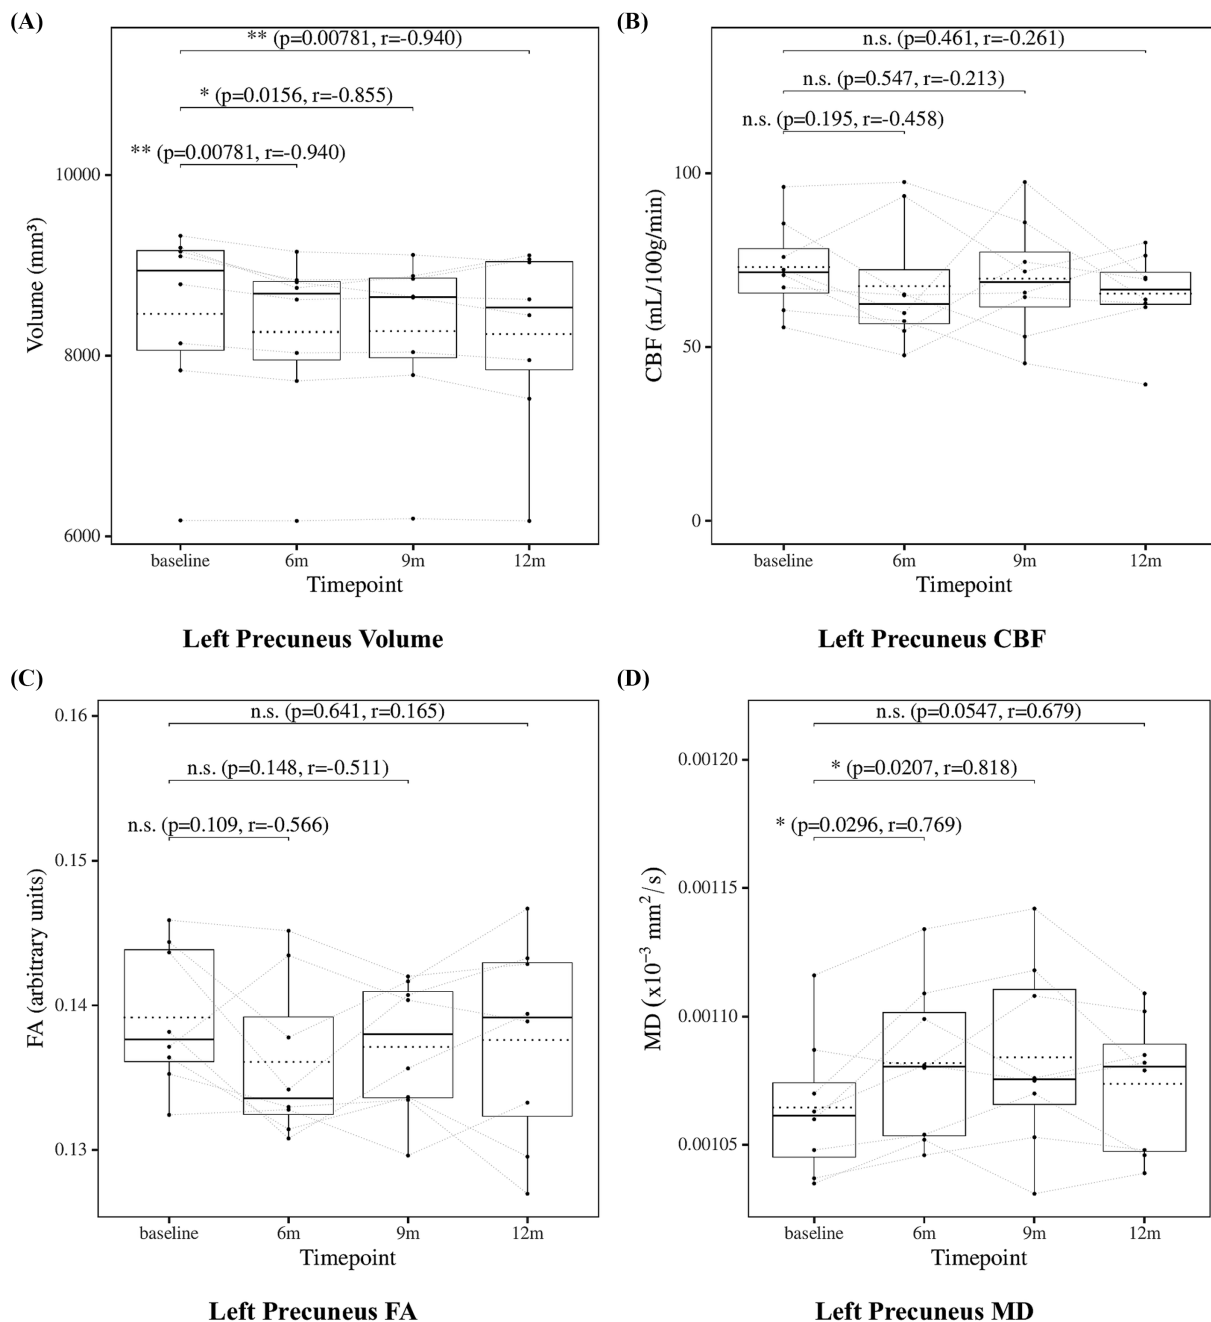 (A)
** (p=0.00781, r=-0.940)
* (p=0.0156, r=-0.855)
** (p=0.00781, r=-0.940)
10000
8000
6000
Volume (mm³)
baseline 6m 9m 12m
Timepoint
Left Precuneus Volume
(B)
n.s. (p=0.461, r=-0.261)
n.s. (p=0.547, r=-0.213)
n.s. (p=0.195, r=-0.458)
100
50
0
CBF (mL/100g/min)
baseline 6m 9m 12m
Timepoint
Left Precuneus CBF
(C)
n.s. (p=0.641, r=0.165)
n.s. (p=0.148, r=-0.511)
n.s. (p=0.109, r=-0.566)
0.16
0.15
0.14
0.13
FA (arbitrary units)
baseline 6m 9m 12m
Timepoint
Left Precuneus FA
(D)
n.s. (p=0.0547, r=0.679)
* (p=0.0207, r=0.818)
* (p=0.0296, r=0.769)
0.00120
0.00115
0.00110
0.00105
MD (x10⁻³ mm²/s)
baseline 6m 9m 12m
Timepoint
Left Precuneus MD